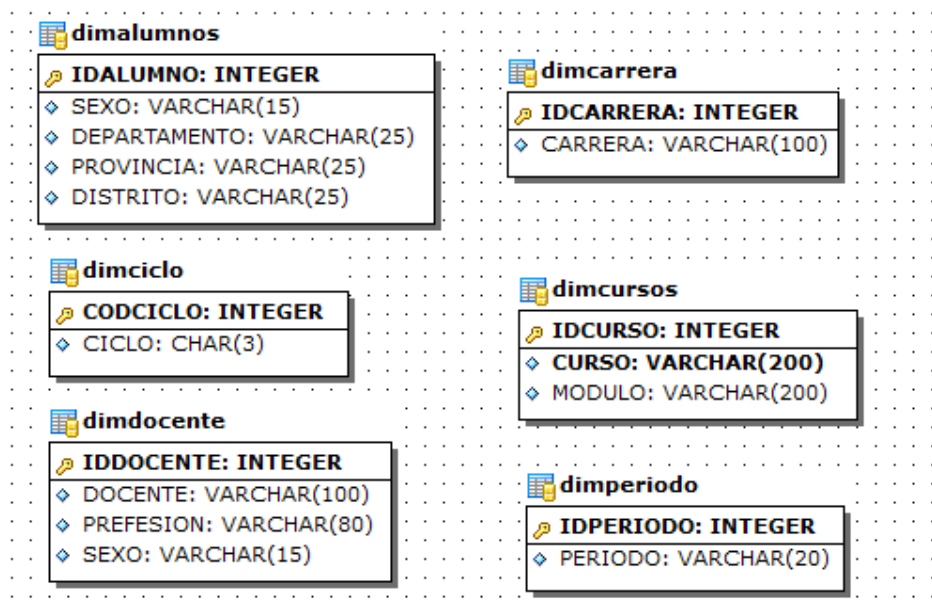 dimalumnos
IDALUMNO: INTEGER
SEXO: VARCHAR(15)
DEPARTAMENTO: VARCHAR(25)
PROVINCIA: VARCHAR(25)
DISTRITO: VARCHAR(25)
dimcarrera
IDCARRERA: INTEGER
CARRERA: VARCHAR(100)
dimciclo
CODCICLO: INTEGER
CICLO: CHAR(3)
dimcursos
IDCURSO: INTEGER
CURSO: VARCHAR(200)
MODULO: VARCHAR(200)
dimdocente
IDDOCENTE: INTEGER
DOCENTE: VARCHAR(100)
PREFESION: VARCHAR(80)
SEXO: VARCHAR(15)
dimperiodo
IDPERIODO: INTEGER
PERIODO: VARCHAR(20)